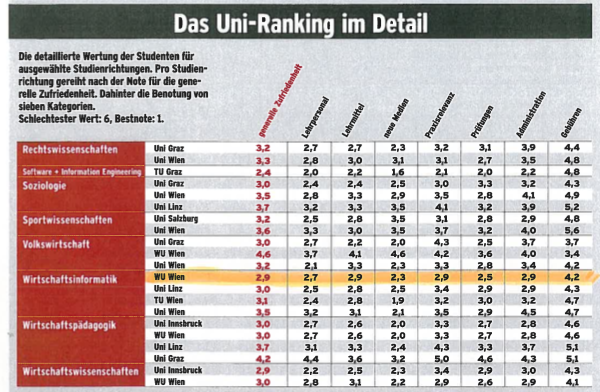 Das Uni-Ranking im Detail
Die detaillierte Wertung der Studenten für
ausgewählte Studienrichtungen. Pro Studien-
richtung gereiht nach der Note für die gene-
relle Zufriedenheit. Dahinter die Benotung von
sieben Kategorien.
Schlechtester Wert: 6, Bestnote: 1.
generelle Zufriedenheit Lehrpersonal Lehrmittel neue Medien Praxisrelevanz Prüfungen Administration Gebühren
Rechtswissenschaften Uni Graz 3,2 2,7 2,7 2,3 3,2 3,1 3,9 4,4
Uni Wien 3,3 2,8 3,0 3,1 3,1 2,7 3,5 4,8
Software + Information Engineering TU Graz 2,4 2,0 2,2 1,6 2,1 2,0 2,2 4,8
Soziologie Uni Graz 3,0 2,4 2,4 2,5 3,0 3,3 3,2 4,3
Uni Wien 3,5 2,8 3,3 2,9 3,5 2,8 4,1 4,9
Uni Linz 3,7 3,2 3,3 3,5 4,1 3,2 3,9 5,2
Sportwissenschaften Uni Salzburg 3,2 2,5 2,8 3,5 3,1 2,8 2,9 4,8
Uni Wien 3,6 3,3 3,0 3,5 3,7 3,2 4,0 5,6
Volkswirtschaft Uni Graz 3,0 2,7 2,2 2,0 4,3 2,5 3,7 3,7
WU Wien 4,6 3,7 4,1 4,6 4,2 3,6 4,0 3,4
Uni Wien 3,2 2,1 3,3 2,3 3,3 2,8 3,4 4,2
Wirtschaftsinformatik WU Wien 2,9 2,7 2,9 2,3 2,9 2,5 2,9 4,2
Uni Linz 3,0 2,5 2,8 2,5 3,4 2,9 2,9 4,3
TU Wien 3,1 2,4 2,8 1,9 3,2 3,0 3,2 4,7
Uni Wien 3,5 3,2 3,1 2,1 3,5 2,9 4,5 4,7
Wirtschaftspädagogik Uni Innsbruck 3,0 2,7 2,6 2,0 3,3 2,7 2,8 4,6
WU Wien 3,0 2,7 2,6 2,0 3,3 2,7 2,8 4,6
Uni Linz 3,7 3,1 3,3 2,4 4,3 3,3 3,7 5,1
Uni Graz 4,2 4,4 3,6 3,2 5,0 4,6 4,3 5,1
Wirtschaftswissenschaften Uni Innsbruck 2,9 2,2 2,5 2,3 3,4 2,9 3,0 4,3
WU Wien 3,0 2,8 3,1 2,2 2,9 2,6 2,9 4,1